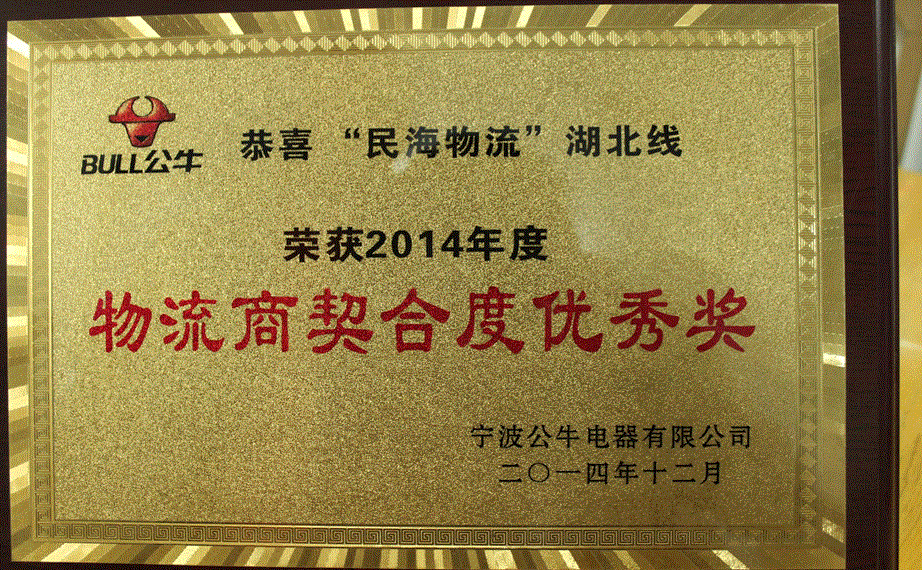 BULL公牛
恭喜 “民海物流”湖北线
荣获2014年度
物流商契合度优秀奖
宁波公牛电器有限公司
二〇一四年十二月